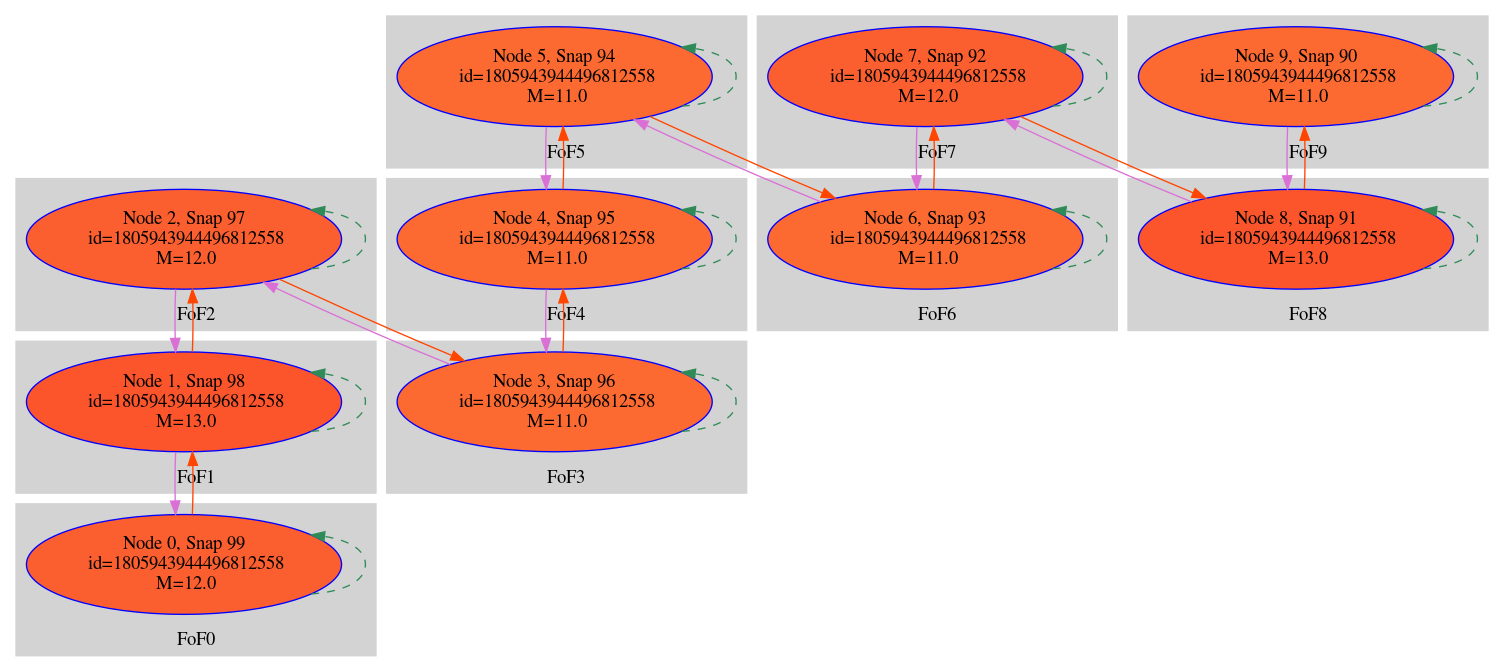 Node 5, Snap 94
id=1805943944496812558
M=11.0
FoF5
Node 7, Snap 92
id=1805943944496812558
M=12.0
FoF7
Node 9, Snap 90
id=1805943944496812558
M=11.0
FoF9
Node 2, Snap 97
id=1805943944496812558
M=12.0
FoF2
Node 4, Snap 95
id=1805943944496812558
M=11.0
FoF4
Node 6, Snap 93
id=1805943944496812558
M=11.0
FoF6
Node 8, Snap 91
id=1805943944496812558
M=13.0
FoF8
Node 1, Snap 98
id=1805943944496812558
M=13.0
FoF1
Node 3, Snap 96
id=1805943944496812558
M=11.0
FoF3
Node 0, Snap 99
id=1805943944496812558
M=12.0
FoF0